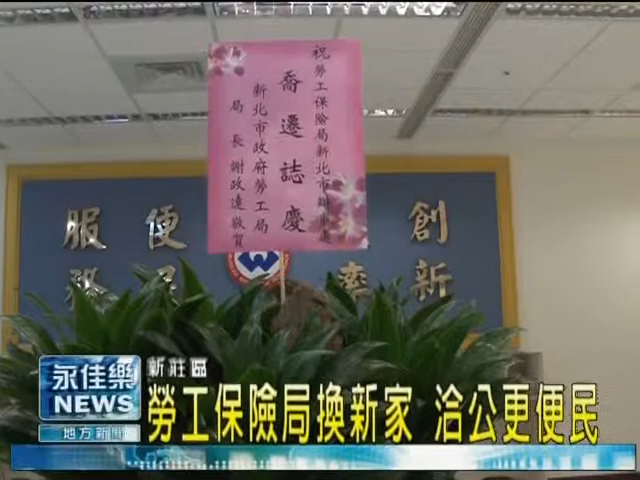 祝勞工保險局新北市辦事處
喬遷誌慶
新北市政府勞工局
局長謝政達敬賀
創新
率
便
服務
永佳樂
NEWS
地方新聞
新莊區
勞工保險局換新家 洽公更便民